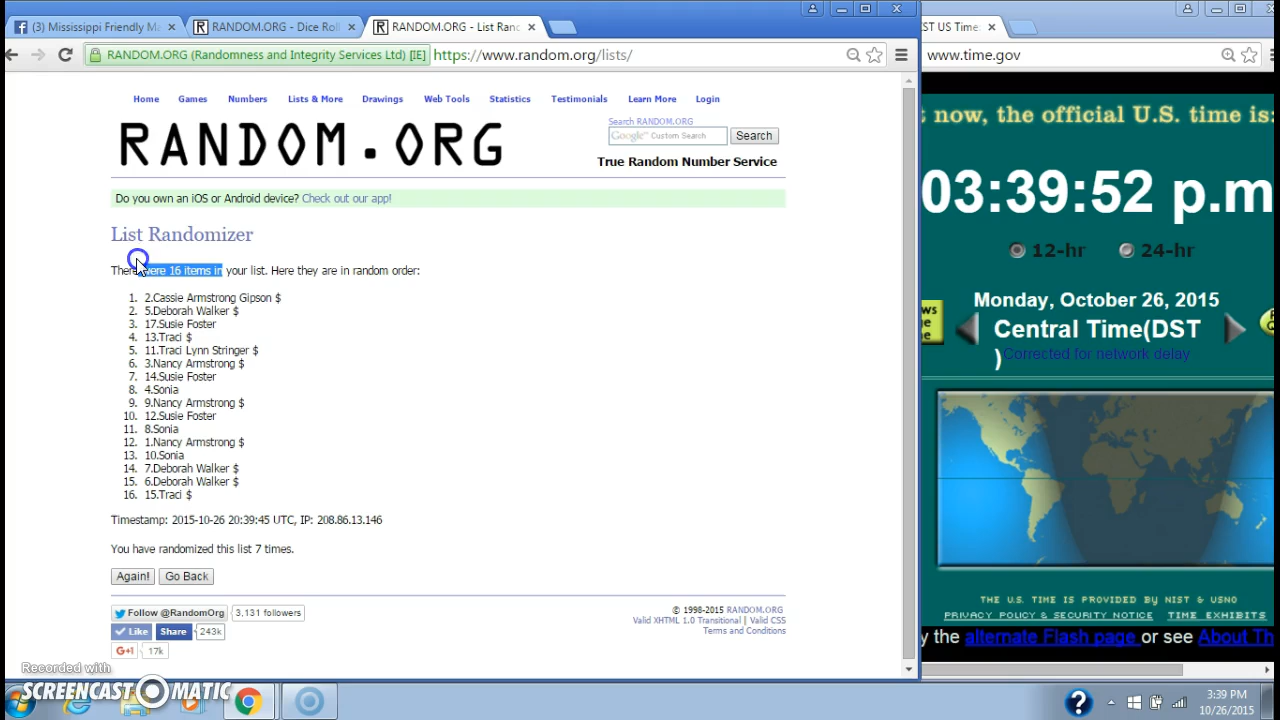 (3) Mississippi Friendly Ma
RANDOM.ORG - Dice Roll
RANDOM.ORG - List Ran
ST US Time
RANDOM.ORG (Randomness and Integrity Services Ltd) [IE]
https://www.random.org/lists/
www.time.gov
Home Games Numbers Lists & More Drawings Web Tools Statistics Testimonials Learn More Login
RANDOM.ORG
Search RANDOM.ORG
Google™ Custom Search
Search
True Random Number Service
Do you own an iOS or Android device? Check out our app!
List Randomizer
There were 16 items in your list. Here they are in random order:
1. 2.Cassie Armstrong Gipson $
2. 5.Deborah Walker $
3. 17.Susie Foster
4. 13.Traci $
5. 11.Traci Lynn Stringer $
6. 3.Nancy Armstrong $
7. 14.Susie Foster
8. 4.Sonia
9. 9.Nancy Armstrong $
10. 12.Susie Foster
11. 8.Sonia
12. 1.Nancy Armstrong $
13. 10.Sonia
14. 7.Deborah Walker $
15. 6.Deborah Walker $
16. 15.Traci $
Timestamp: 2015-10-26 20:39:45 UTC, IP: 208.86.13.146
You have randomized this list 7 times.
Again! Go Back
Follow @RandomOrg 3,131 followers
Like Share 243k
G+1 17k
© 1998-2015 RANDOM.ORG
Valid XHTML 1.0 Transitional | Valid CSS
Terms and Conditions
now, the official U.S. time is:
03:39:52 p.m
12-hr 24-hr
Monday, October 26, 2015
Central Time(DST
)Corrected for network delay
THE U.S. TIME IS PROVIDED BY NIST & USNO
PRIVACY POLICY & SECURITY NOTICE TIME EXHIBITS
y the alternate Flash page or see About Th
Recorded with
SCREENCAST MATIC
3:39 PM
10/26/2015